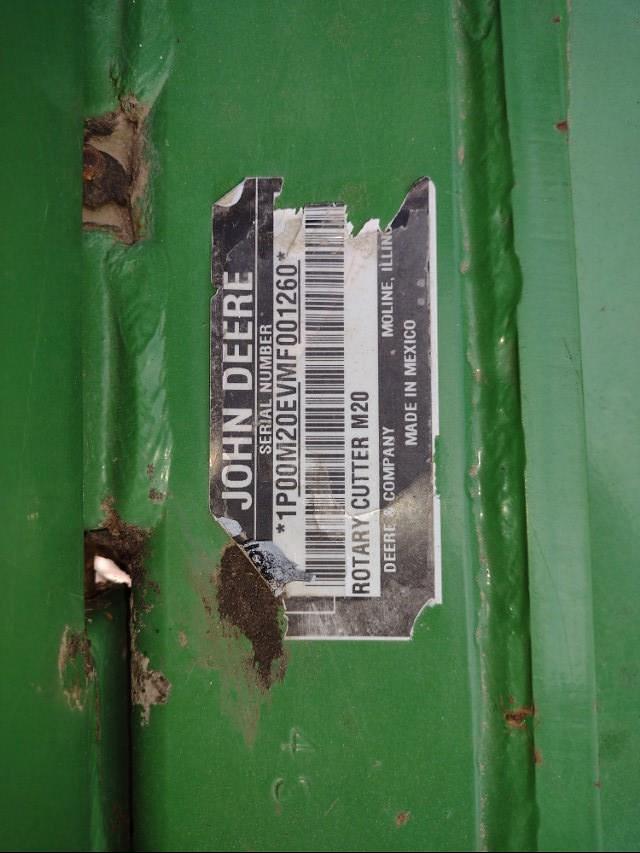 JOHN DEERE
SERIAL NUMBER
*1P00M20EVMF001260*
ROTARY CUTTER M20
DEERE & COMPANY MOLINE, ILLIN
MADE IN MEXICO